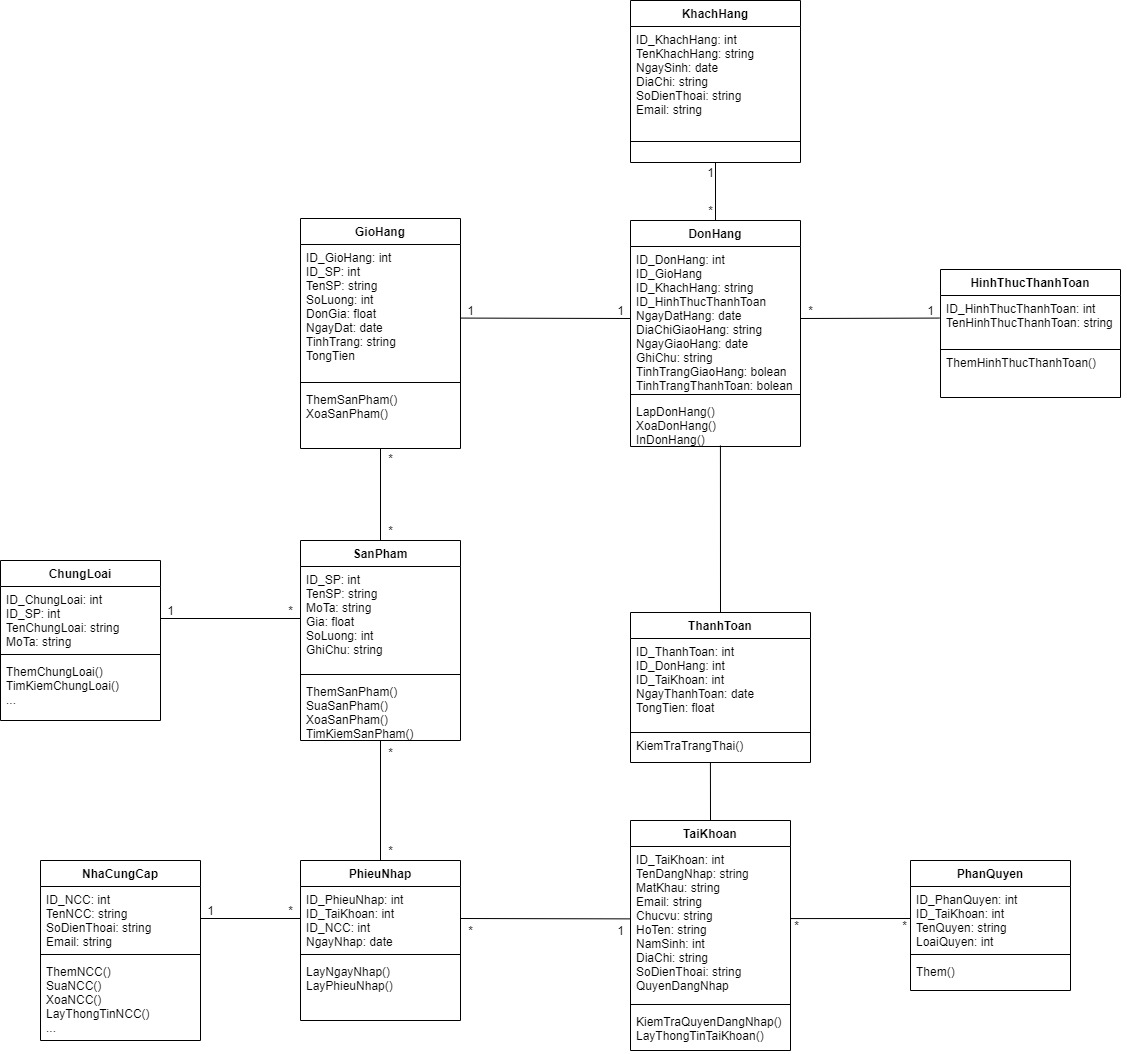 KhachHang
ID_KhachHang: int
TenKhachHang: string
NgaySinh: date
DiaChi: string
SoDienThoai: string
Email: string
1
*
GioHang
ID_GioHang: int
ID_SP: int
TenSP: string
SoLuong: int
DonGia: float
NgayDat: date
TinhTrang: string
TongTien
ThemSanPham()
XoaSanPham()
1
1
DonHang
ID_DonHang: int
ID_GioHang
ID_KhachHang: string
ID_HinhThucThanhToan
NgayDatHang: date
DiaChiGiaoHang: string
NgayGiaoHang: date
GhiChu: string
TinhTrangGiaoHang: bolean
TinhTrangThanhToan: bolean
LapDonHang()
XoaDonHang()
InDonHang()
*
1
HinhThucThanhToan
ID_HinhThucThanhToan: int
TenHinhThucThanhToan: string
ThemHinhThucThanhToan()
*
*
ChungLoai
ID_ChungLoai: int
ID_SP: int
TenChungLoai: string
MoTa: string
ThemChungLoai()
TimKiemChungLoai()
...
1
*
SanPham
ID_SP: int
TenSP: string
MoTa: string
Gia: float
SoLuong: int
GhiChu: string
ThemSanPham()
SuaSanPham()
XoaSanPham()
TimKiemSanPham()
*
*
ThanhToan
ID_ThanhToan: int
ID_DonHang: int
ID_TaiKhoan: int
NgayThanhToan: date
TongTien: float
KiemTraTrangThai()
NhaCungCap
ID_NCC: int
TenNCC: string
SoDienThoai: string
Email: string
ThemNCC()
SuaNCC()
XoaNCC()
LayThongTinNCC()
...
1
*
PhieuNhap
ID_PhieuNhap: int
ID_TaiKhoan: int
ID_NCC: int
NgayNhap: date
LayNgayNhap()
LayPhieuNhap()
*
1
TaiKhoan
ID_TaiKhoan: int
TenDangNhap: string
MatKhau: string
Email: string
Chucvu: string
HoTen: string
NamSinh: int
DiaChi: string
SoDienThoai: string
QuyenDangNhap
KiemTraQuyenDangNhap()
LayThongTinTaiKhoan()
*
*
PhanQuyen
ID_PhanQuyen: int
ID_TaiKhoan: int
TenQuyen: string
LoaiQuyen: int
Them()